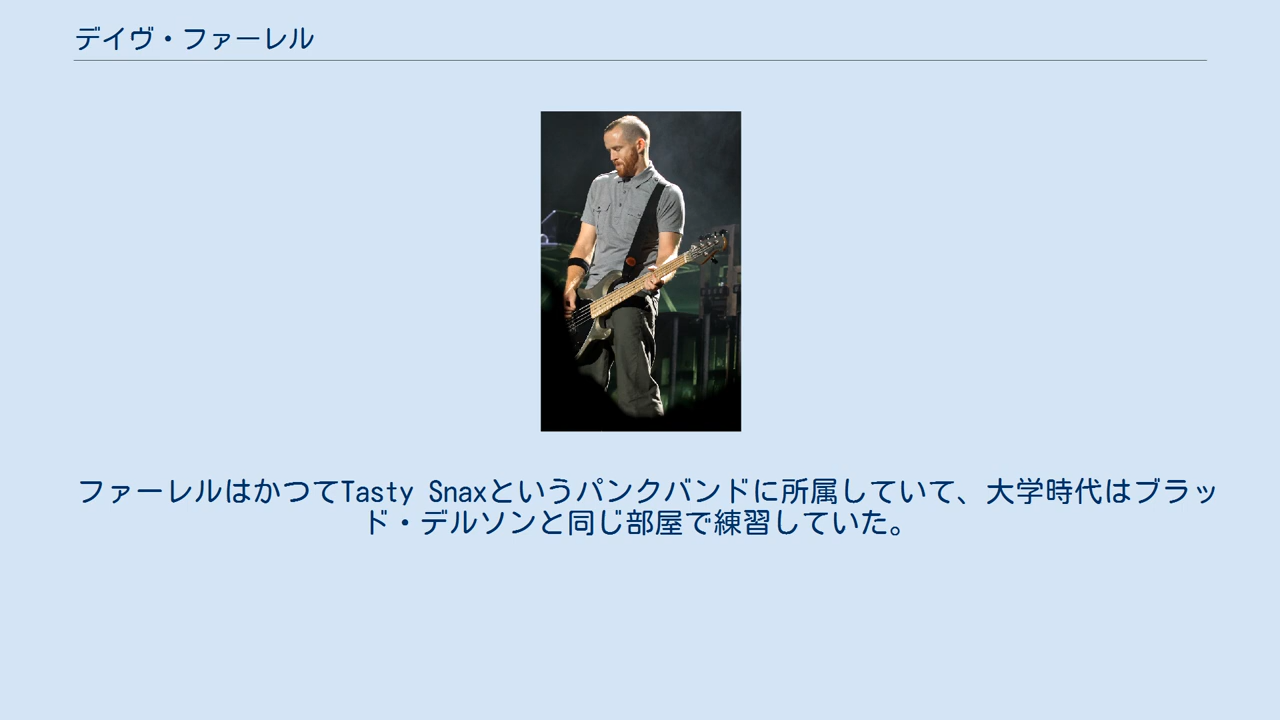 デイヴ・ファーレル
ファーレルはかつてTasty Snaxというパンクバンドに所属していて、大学時代はブラッ
ド・デルソンと同じ部屋で練習していた。